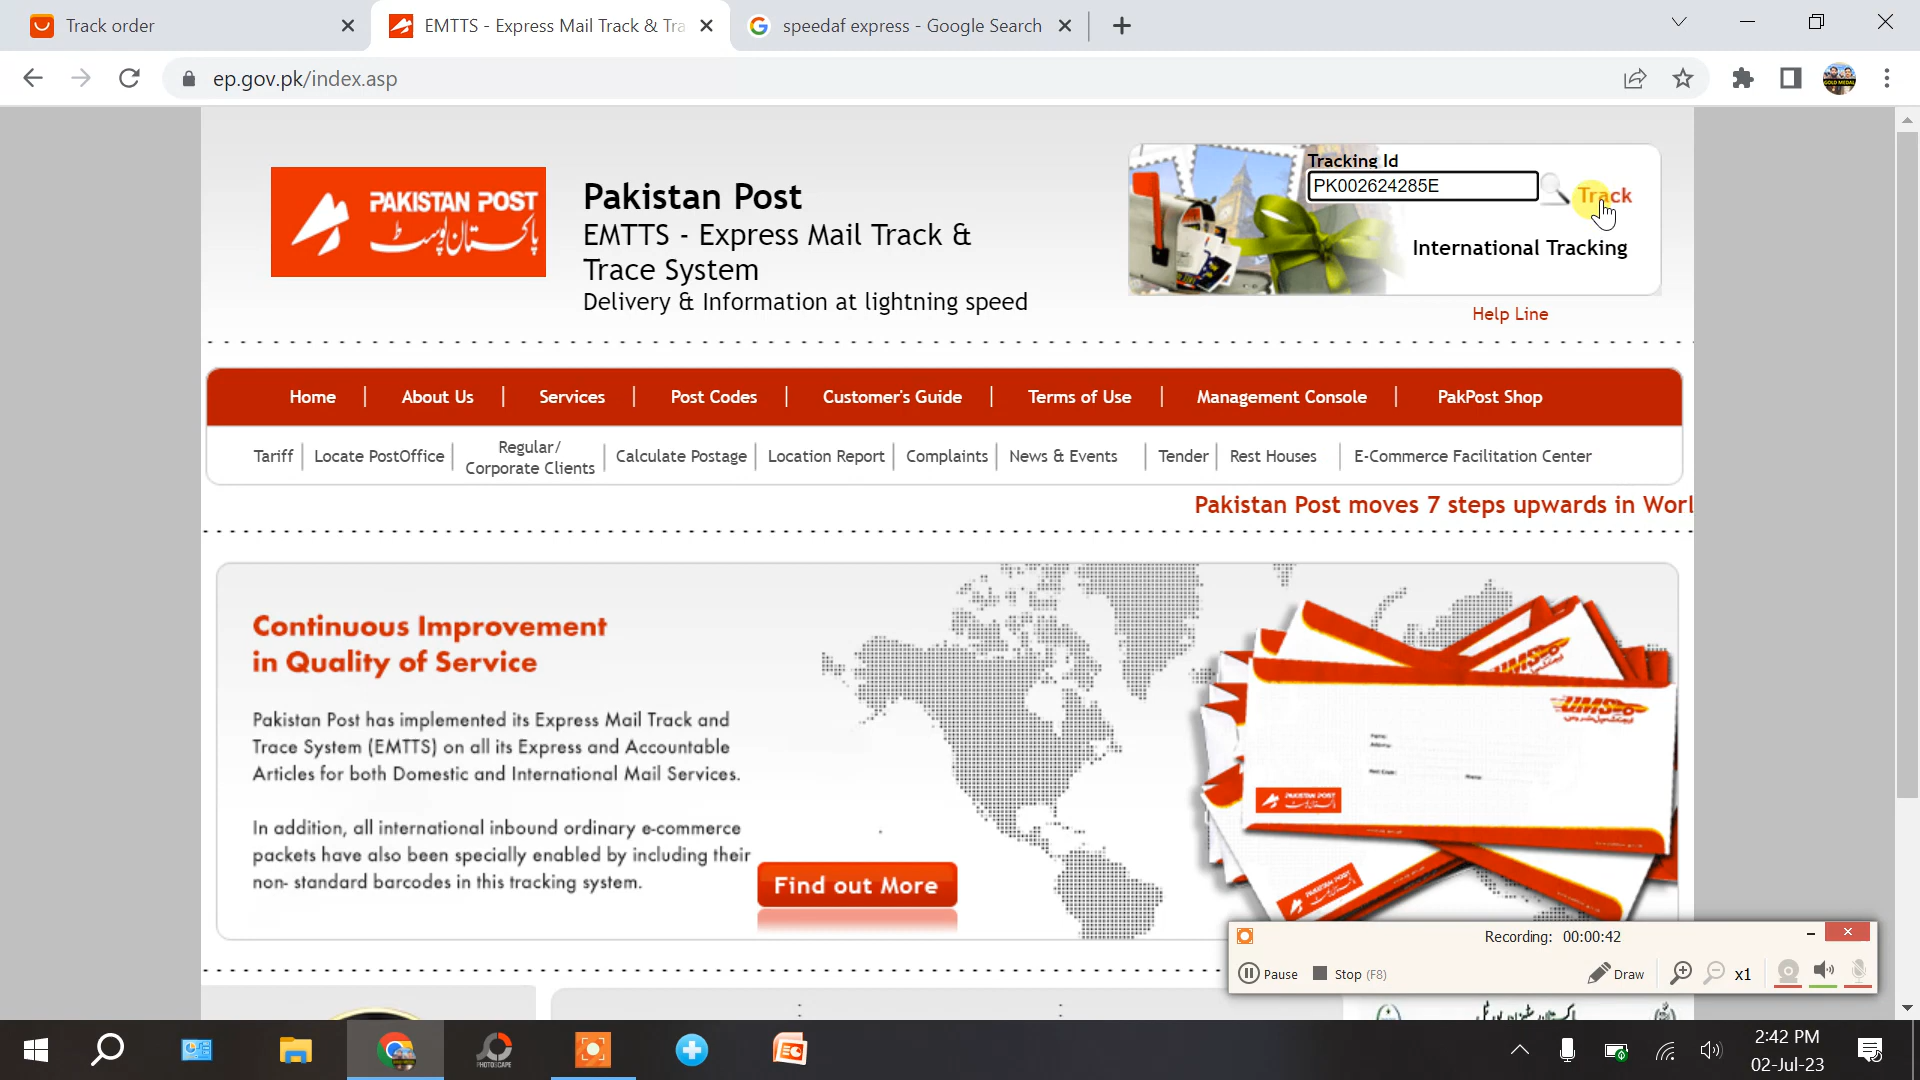 Track order
EMTTS - Express Mail Track & Tra
speedaf express - Google Search
ep.gov.pk/index.asp
PAKISTAN POST
پاکستان پوسٹ
Pakistan Post
EMTTS - Express Mail Track &
Trace System
Delivery & Information at lightning speed
Tracking Id
PK002624285E
Track
International Tracking
Help Line
Home
About Us
Services
Post Codes
Customer's Guide
Terms of Use
Management Console
PakPost Shop
Tariff
Locate PostOffice
Regular/
Corporate Clients
Calculate Postage
Location Report
Complaints
News & Events
Tender
Rest Houses
E-Commerce Facilitation Center
Pakistan Post moves 7 steps upwards in Worl
Continuous Improvement
in Quality of Service
Pakistan Post has implemented its Express Mail Track and
Trace System (EMTTS) on all its Express and Accountable
Articles for both Domestic and International Mail Services.
In addition, all international inbound ordinary e-commerce
packets have also been specially enabled by including their
non- standard barcodes in this tracking system.
Find out More
UMS
PAKISTAN POST
Recording: 00:00:42
Pause
Stop (F8)
Draw
x1
PHOTOSCAPE
2:42 PM
02-Jul-23